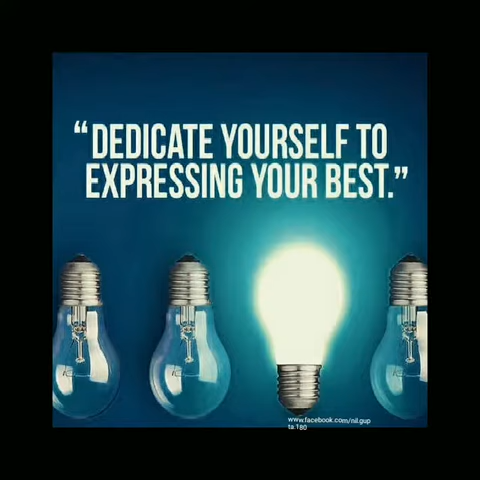 “DEDICATE YOURSELF TO
EXPRESSING YOUR BEST.”
www.facebook.com/nil.gup
ta.180